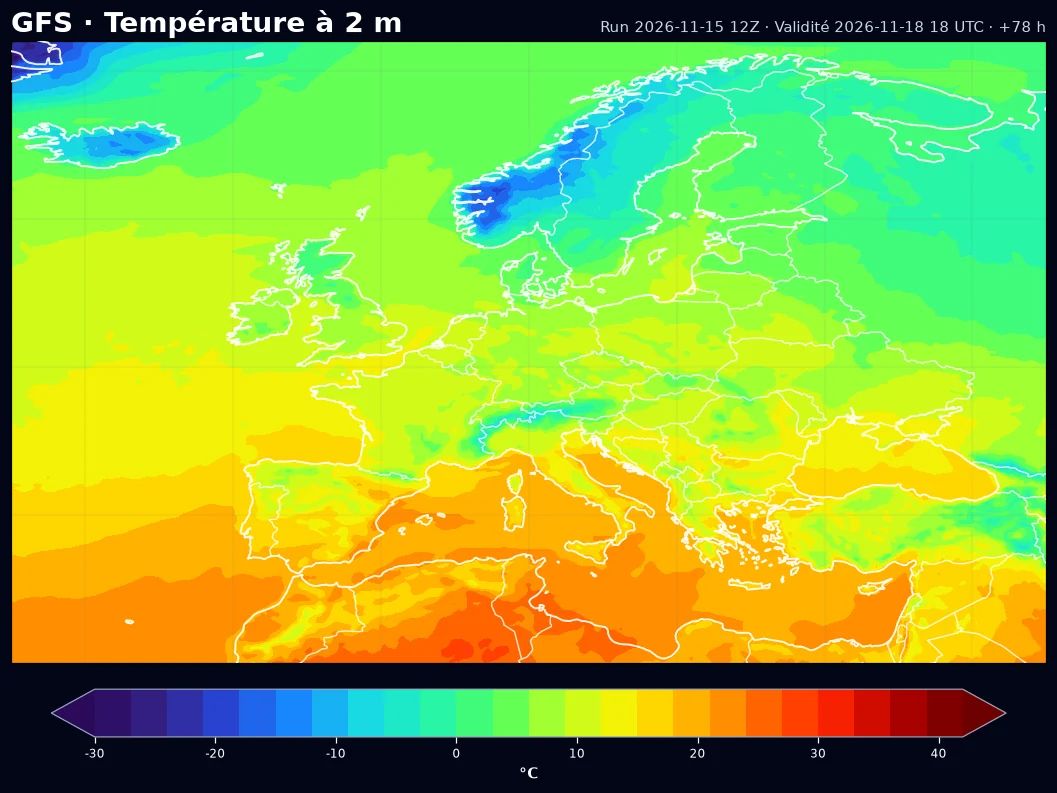 GFS · Température à 2 m
Run 2026-11-15 12Z · Validité 2026-11-18 18 UTC · +78 h
-30 -20 -10 0 10 20 30 40
°C